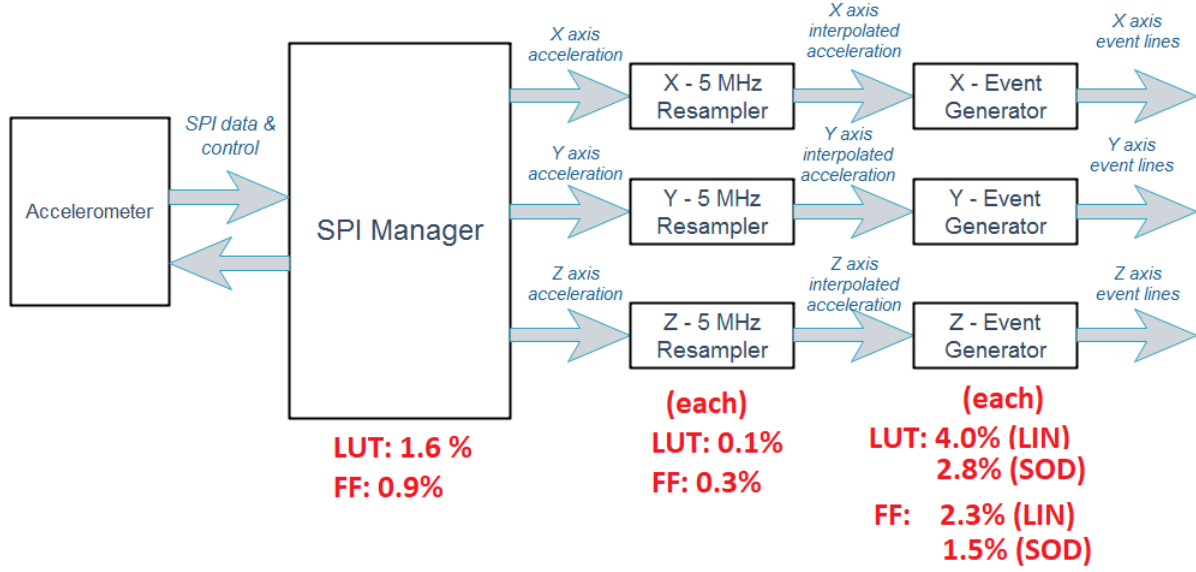 Accelerometer
SPI data &
control
SPI Manager
X axis
acceleration
X - 5 MHz
Resampler
X axis
interpolated
acceleration
X - Event
Generator
X axis
event lines
Y axis
acceleration
Y - 5 MHz
Resampler
Y axis
interpolated
acceleration
Y - Event
Generator
Y axis
event lines
Z axis
acceleration
Z - 5 MHz
Resampler
Z axis
interpolated
acceleration
Z - Event
Generator
Z axis
event lines
LUT: 1.6 %
FF: 0.9%
(each)
LUT: 0.1%
FF: 0.3%
(each)
LUT: 4.0% (LIN)
2.8% (SOD)
FF: 2.3% (LIN)
1.5% (SOD)